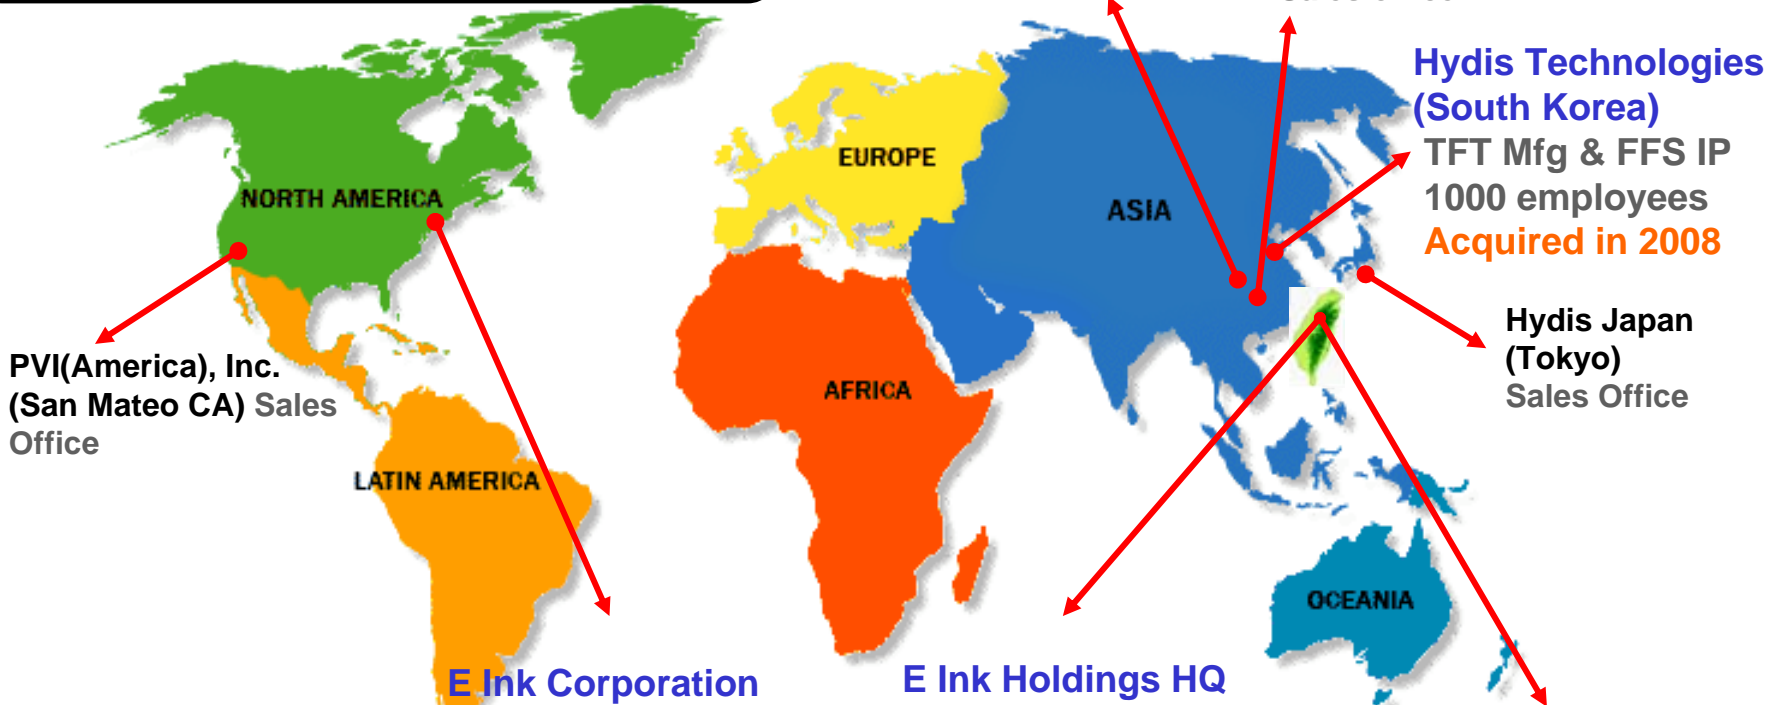 Hydis Technologies
(South Korea)
TFT Mfg & FFS IP
1000 employees
Acquired in 2008
EUROPE
NORTH AMERICA
ASIA
Hydis Japan
(Tokyo)
Sales Office
PVI(America), Inc.
(San Mateo CA) Sales
Office
AFRICA
LATIN AMERICA
OCEANIA
E Ink Corporation
E Ink Holdings HQ